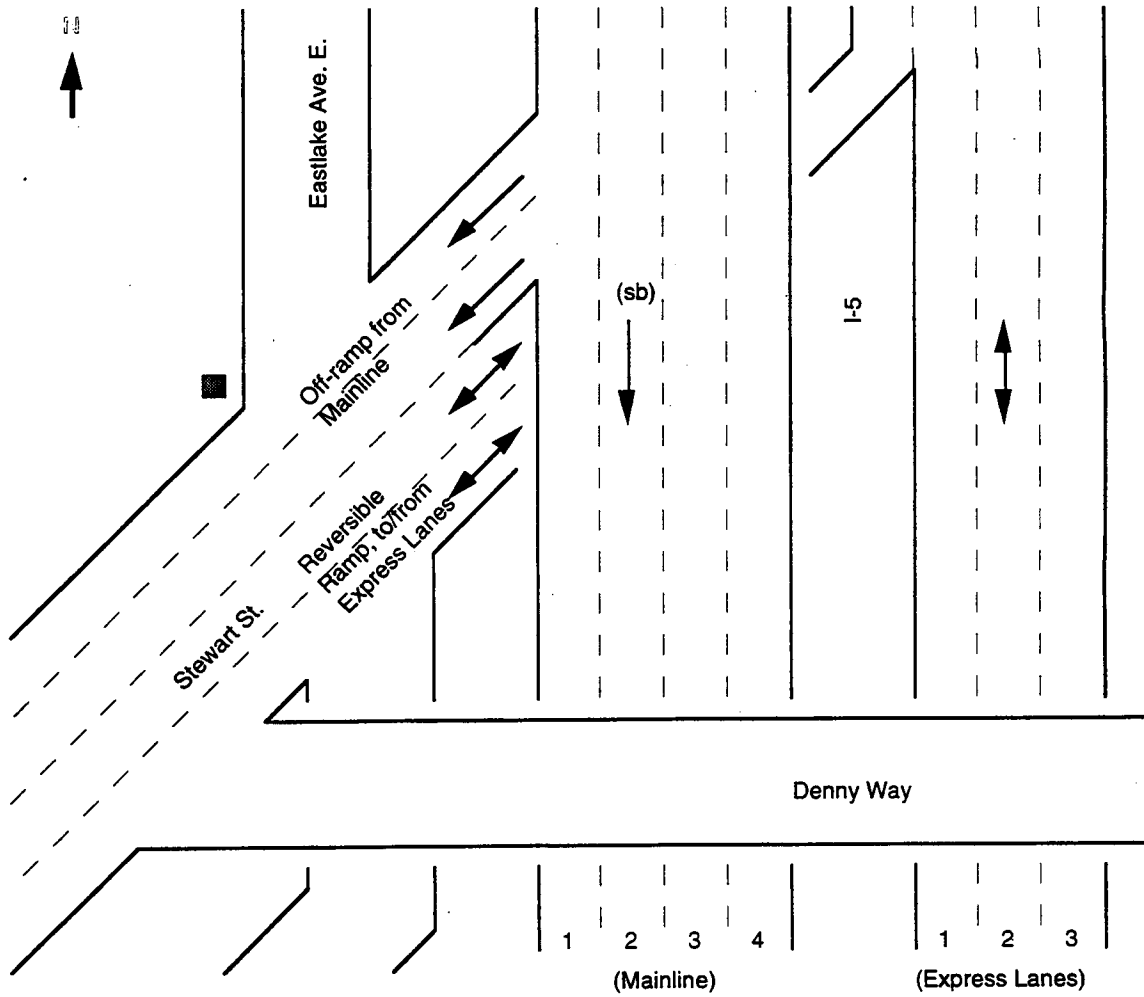 Eastlake Ave. E.
(sb)
I-5
Off-ramp from
Mainline
Reversible
Ramp, to/from
Express Lanes
Stewart St.
Denny Way
1 2 3 4 1 2 3
(Mainline) (Express Lanes)